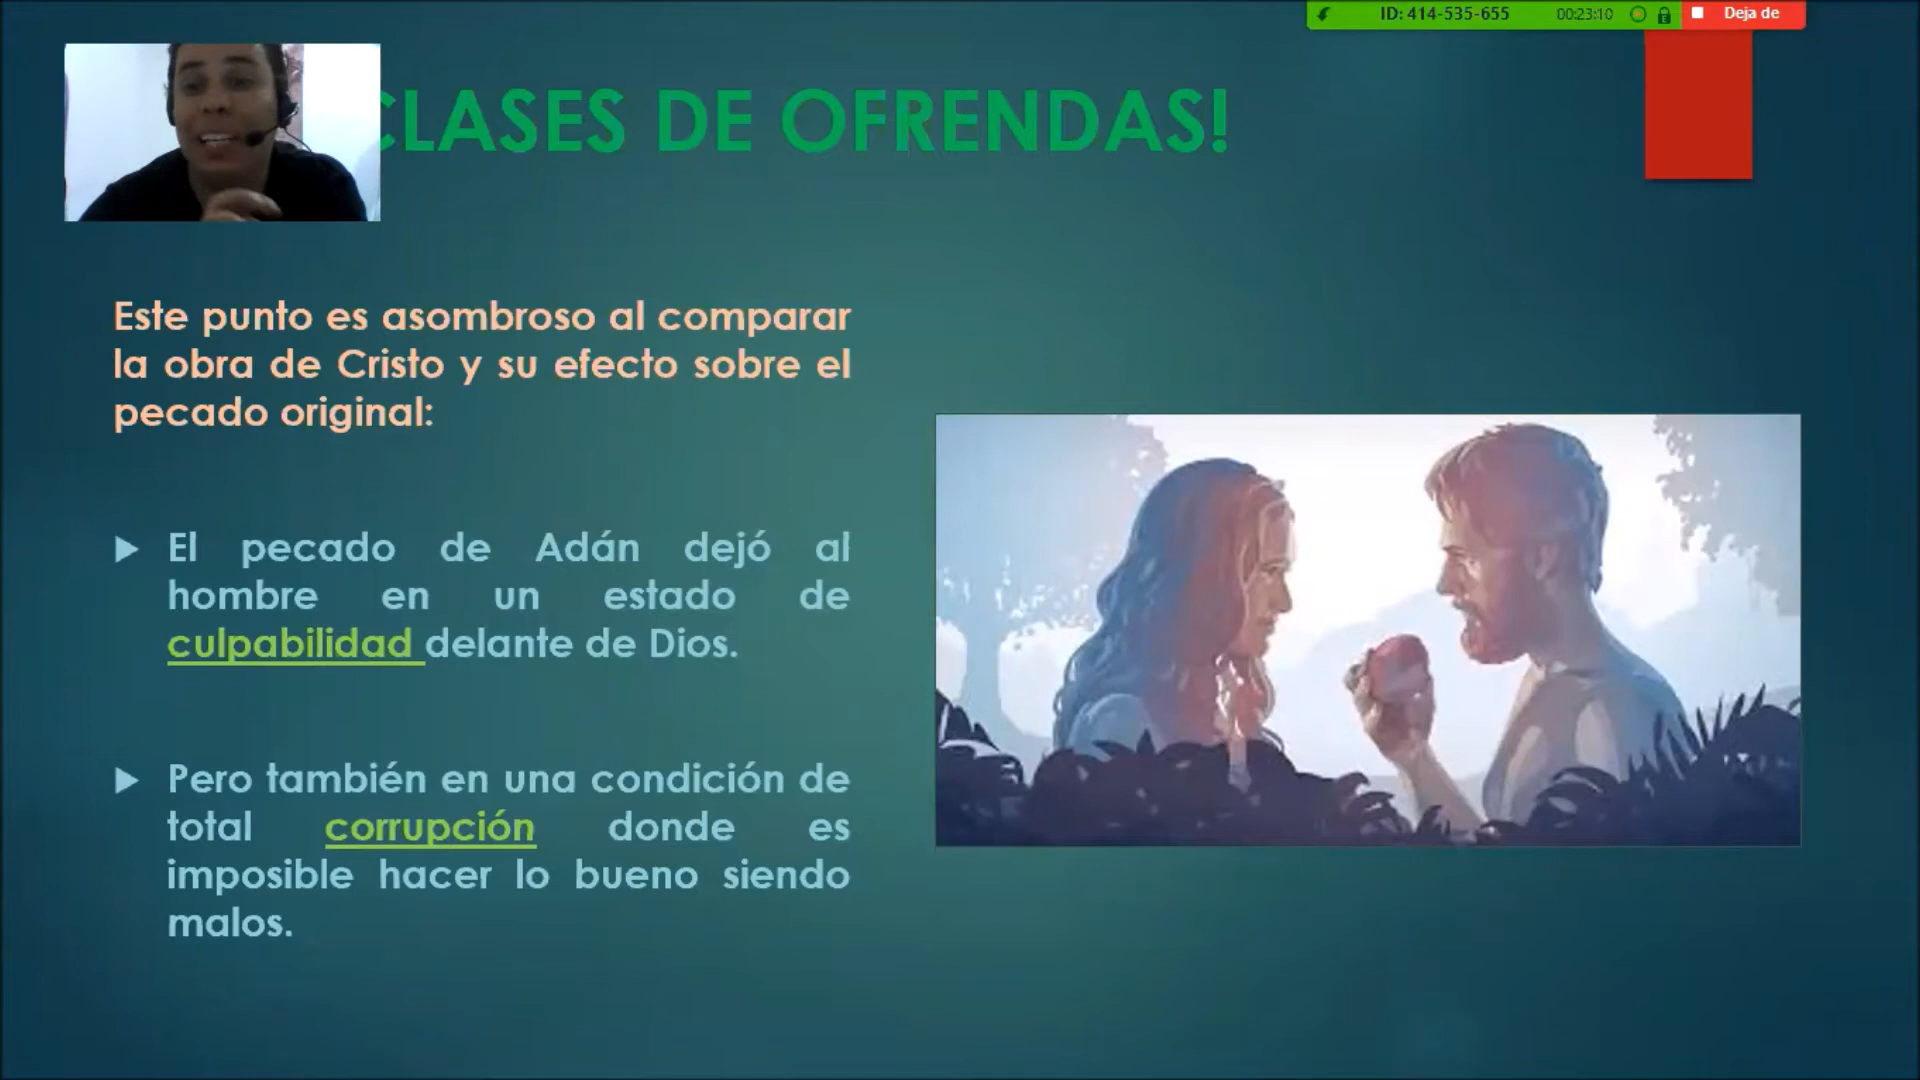 ID: 414-535-655 00:23:10 Deja de
CLASES DE OFRENDAS!
Este punto es asombroso al comparar
la obra de Cristo y su efecto sobre el
pecado original:
El pecado de Adán dejó al
hombre en un estado de
culpabilidad delante de Dios.
Pero también en una condición de
total corrupción donde es
imposible hacer lo bueno siendo
malos.